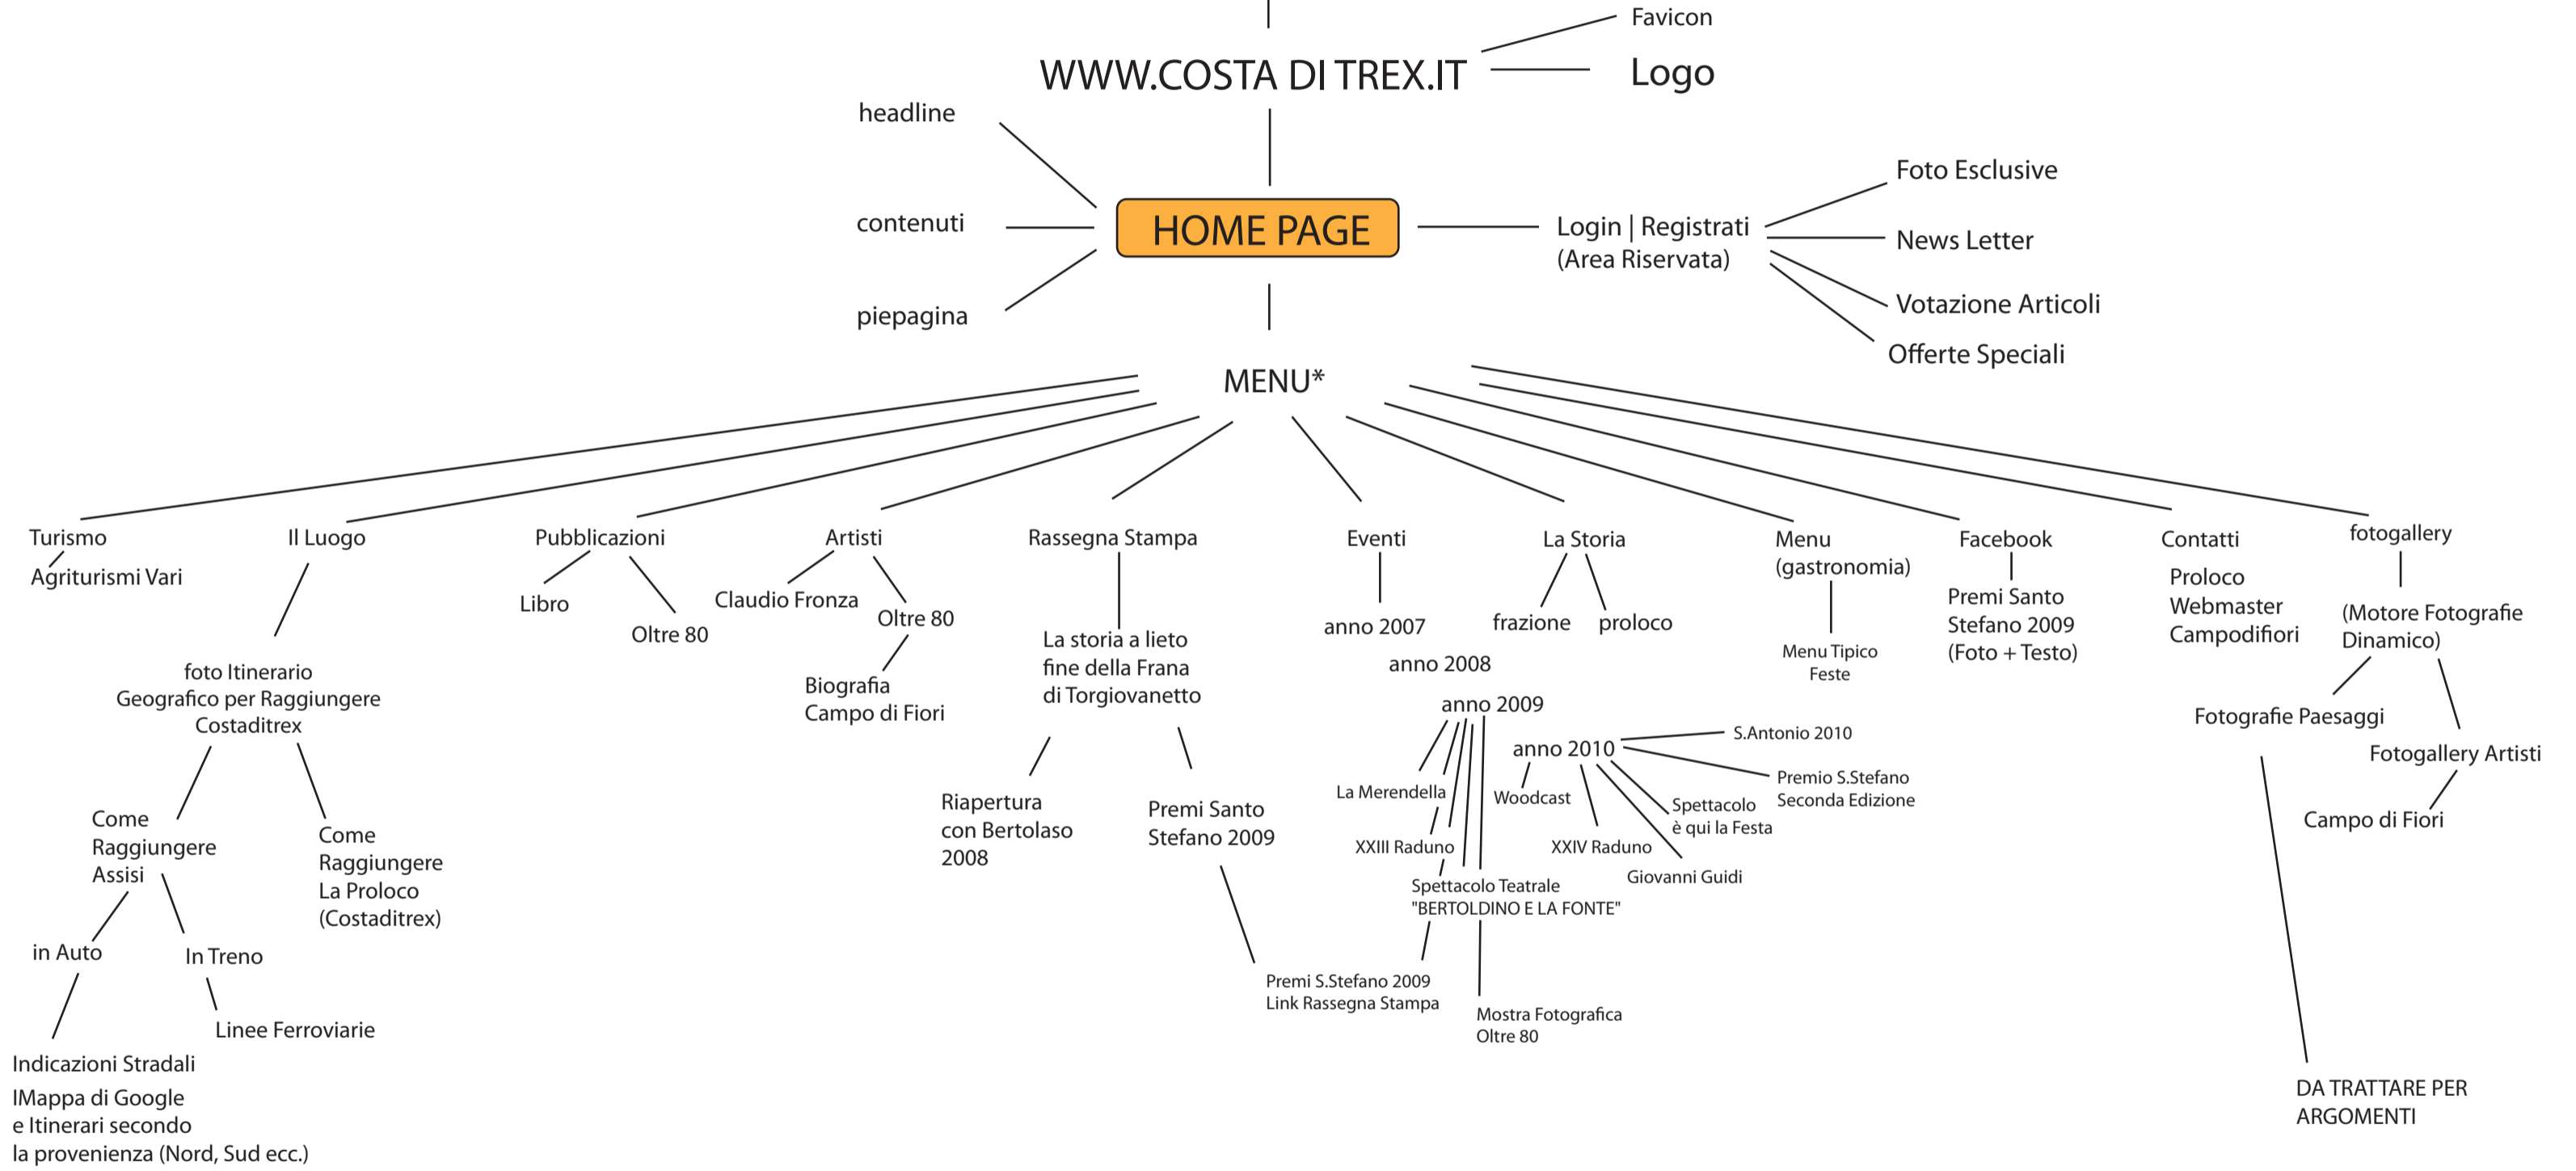 Favicon
WWW.COSTA DI TREX.IT
Logo
headline
contenuti
piepagina
HOME PAGE
Login | Registrati
(Area Riservata)
Foto Esclusive
News Letter
Votazione Articoli
Offerte Speciali
MENU*
Turismo
Agriturismi Vari
Il Luogo
foto Itinerario
Geografico per Raggiungere
Costaditrex
Come
Raggiungere
Assisi
Come
Raggiungere
La Proloco
(Costaditrex)
in Auto
In Treno
Linee Ferroviarie
Indicazioni Stradali
IMappa di Google
e Itinerari secondo
la provenienza (Nord, Sud ecc.)
Pubblicazioni
Libro
Oltre 80
Artisti
Claudio Fronza
Oltre 80
Biografia
Campo di Fiori
Rassegna Stampa
La storia a lieto
fine della Frana
di Torgiovanetto
Riapertura
con Bertolaso
2008
Premi Santo
Stefano 2009
Eventi
anno 2007
anno 2008
anno 2009
La Merendella
XXIII Raduno
Spettacolo Teatrale
"BERTOLDINO E LA FONTE"
Premi S.Stefano 2009
Link Rassegna Stampa
Mostra Fotografica
Oltre 80
anno 2010
Woodcast
XXIV Raduno
Giovanni Guidi
Spettacolo
è qui la Festa
Premio S.Stefano
Seconda Edizione
S.Antonio 2010
La Storia
frazione
proloco
Menu
(gastronomia)
Menu Tipico
Feste
Facebook
Premi Santo
Stefano 2009
(Foto + Testo)
Contatti
Proloco
Webmaster
Campodifiori
fotogallery
(Motore Fotografie
Dinamico)
Fotografie Paesaggi
Fotogallery Artisti
Campo di Fiori
DA TRATTARE PER
ARGOMENTI